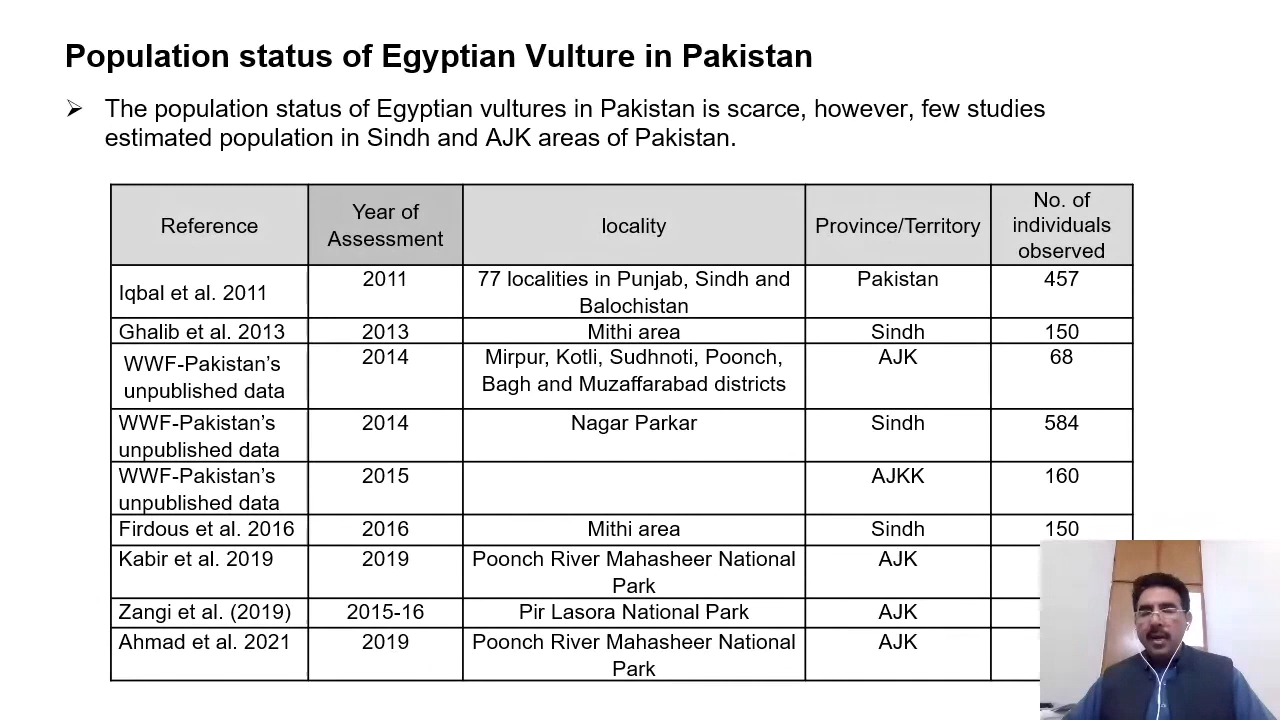 Population status of Egyptian Vulture in Pakistan
➢ The population status of Egyptian vultures in Pakistan is scarce, however, few studies
estimated population in Sindh and AJK areas of Pakistan.
Reference
Year of
Assessment
locality
Province/Territory
No. of
individuals
observed
Iqbal et al. 2011
2011
77 localities in Punjab, Sindh and
Balochistan
Pakistan
457
Ghalib et al. 2013
2013
Mithi area
Sindh
150
WWF-Pakistan’s
unpublished data
2014
Mirpur, Kotli, Sudhnoti, Poonch,
Bagh and Muzaffarabad districts
AJK
68
WWF-Pakistan’s
unpublished data
2014
Nagar Parkar
Sindh
584
WWF-Pakistan’s
unpublished data
2015
AJKK
160
Firdous et al. 2016
2016
Mithi area
Sindh
150
Kabir et al. 2019
2019
Poonch River Mahasheer National
Park
AJK
Zangi et al. (2019)
2015-16
Pir Lasora National Park
AJK
Ahmad et al. 2021
2019
Poonch River Mahasheer National
Park
AJK